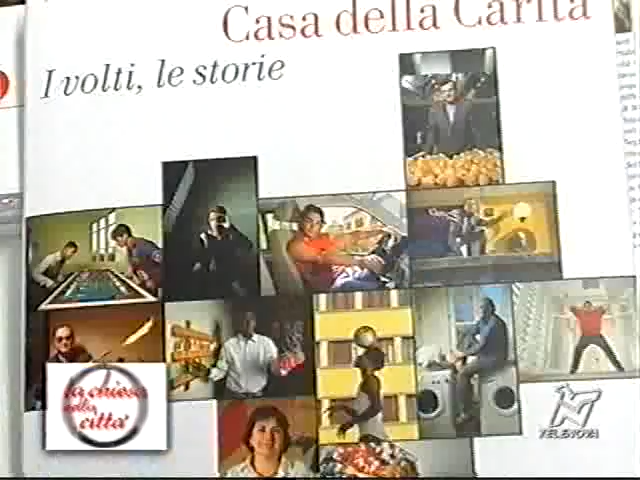 Casa della Carità
I volti, le storie
la chiesa
nella
città
TELENOVA